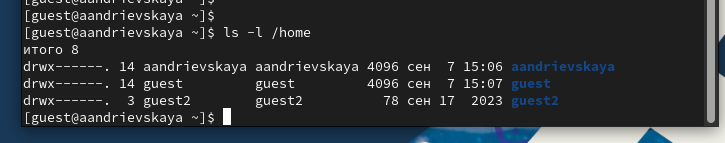 [guest@aandrievskaya ~]$
[guest@aandrievskaya ~]$
[guest@aandrievskaya ~]$ ls -l /home
итого 8
drwx------. 14 aandrievskaya aandrievskaya 4096 сен  7 15:06 aandrievskaya
drwx------. 14 guest         guest         4096 сен  7 15:07 guest
drwx------.  3 guest2        guest2          78 сен 17  2023 guest2
[guest@aandrievskaya ~]$